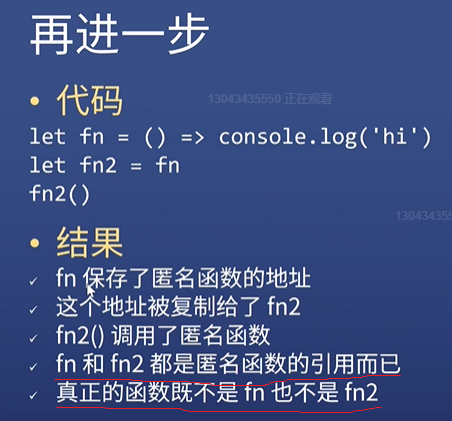 再进一步
• 代码
13043435550 正在观看
let fn = () => console.log('hi')
let fn2 = fn
fn2()
1304343555
• 结果
✓ fn 保存了匿名函数的地址
✓ 这个地址被复制给了 fn2
✓ fn2() 调用了匿名函数
✓ fn 和 fn2 都是匿名函数的引用而已
✓ 真正的函数既不是 fn 也不是 fn2